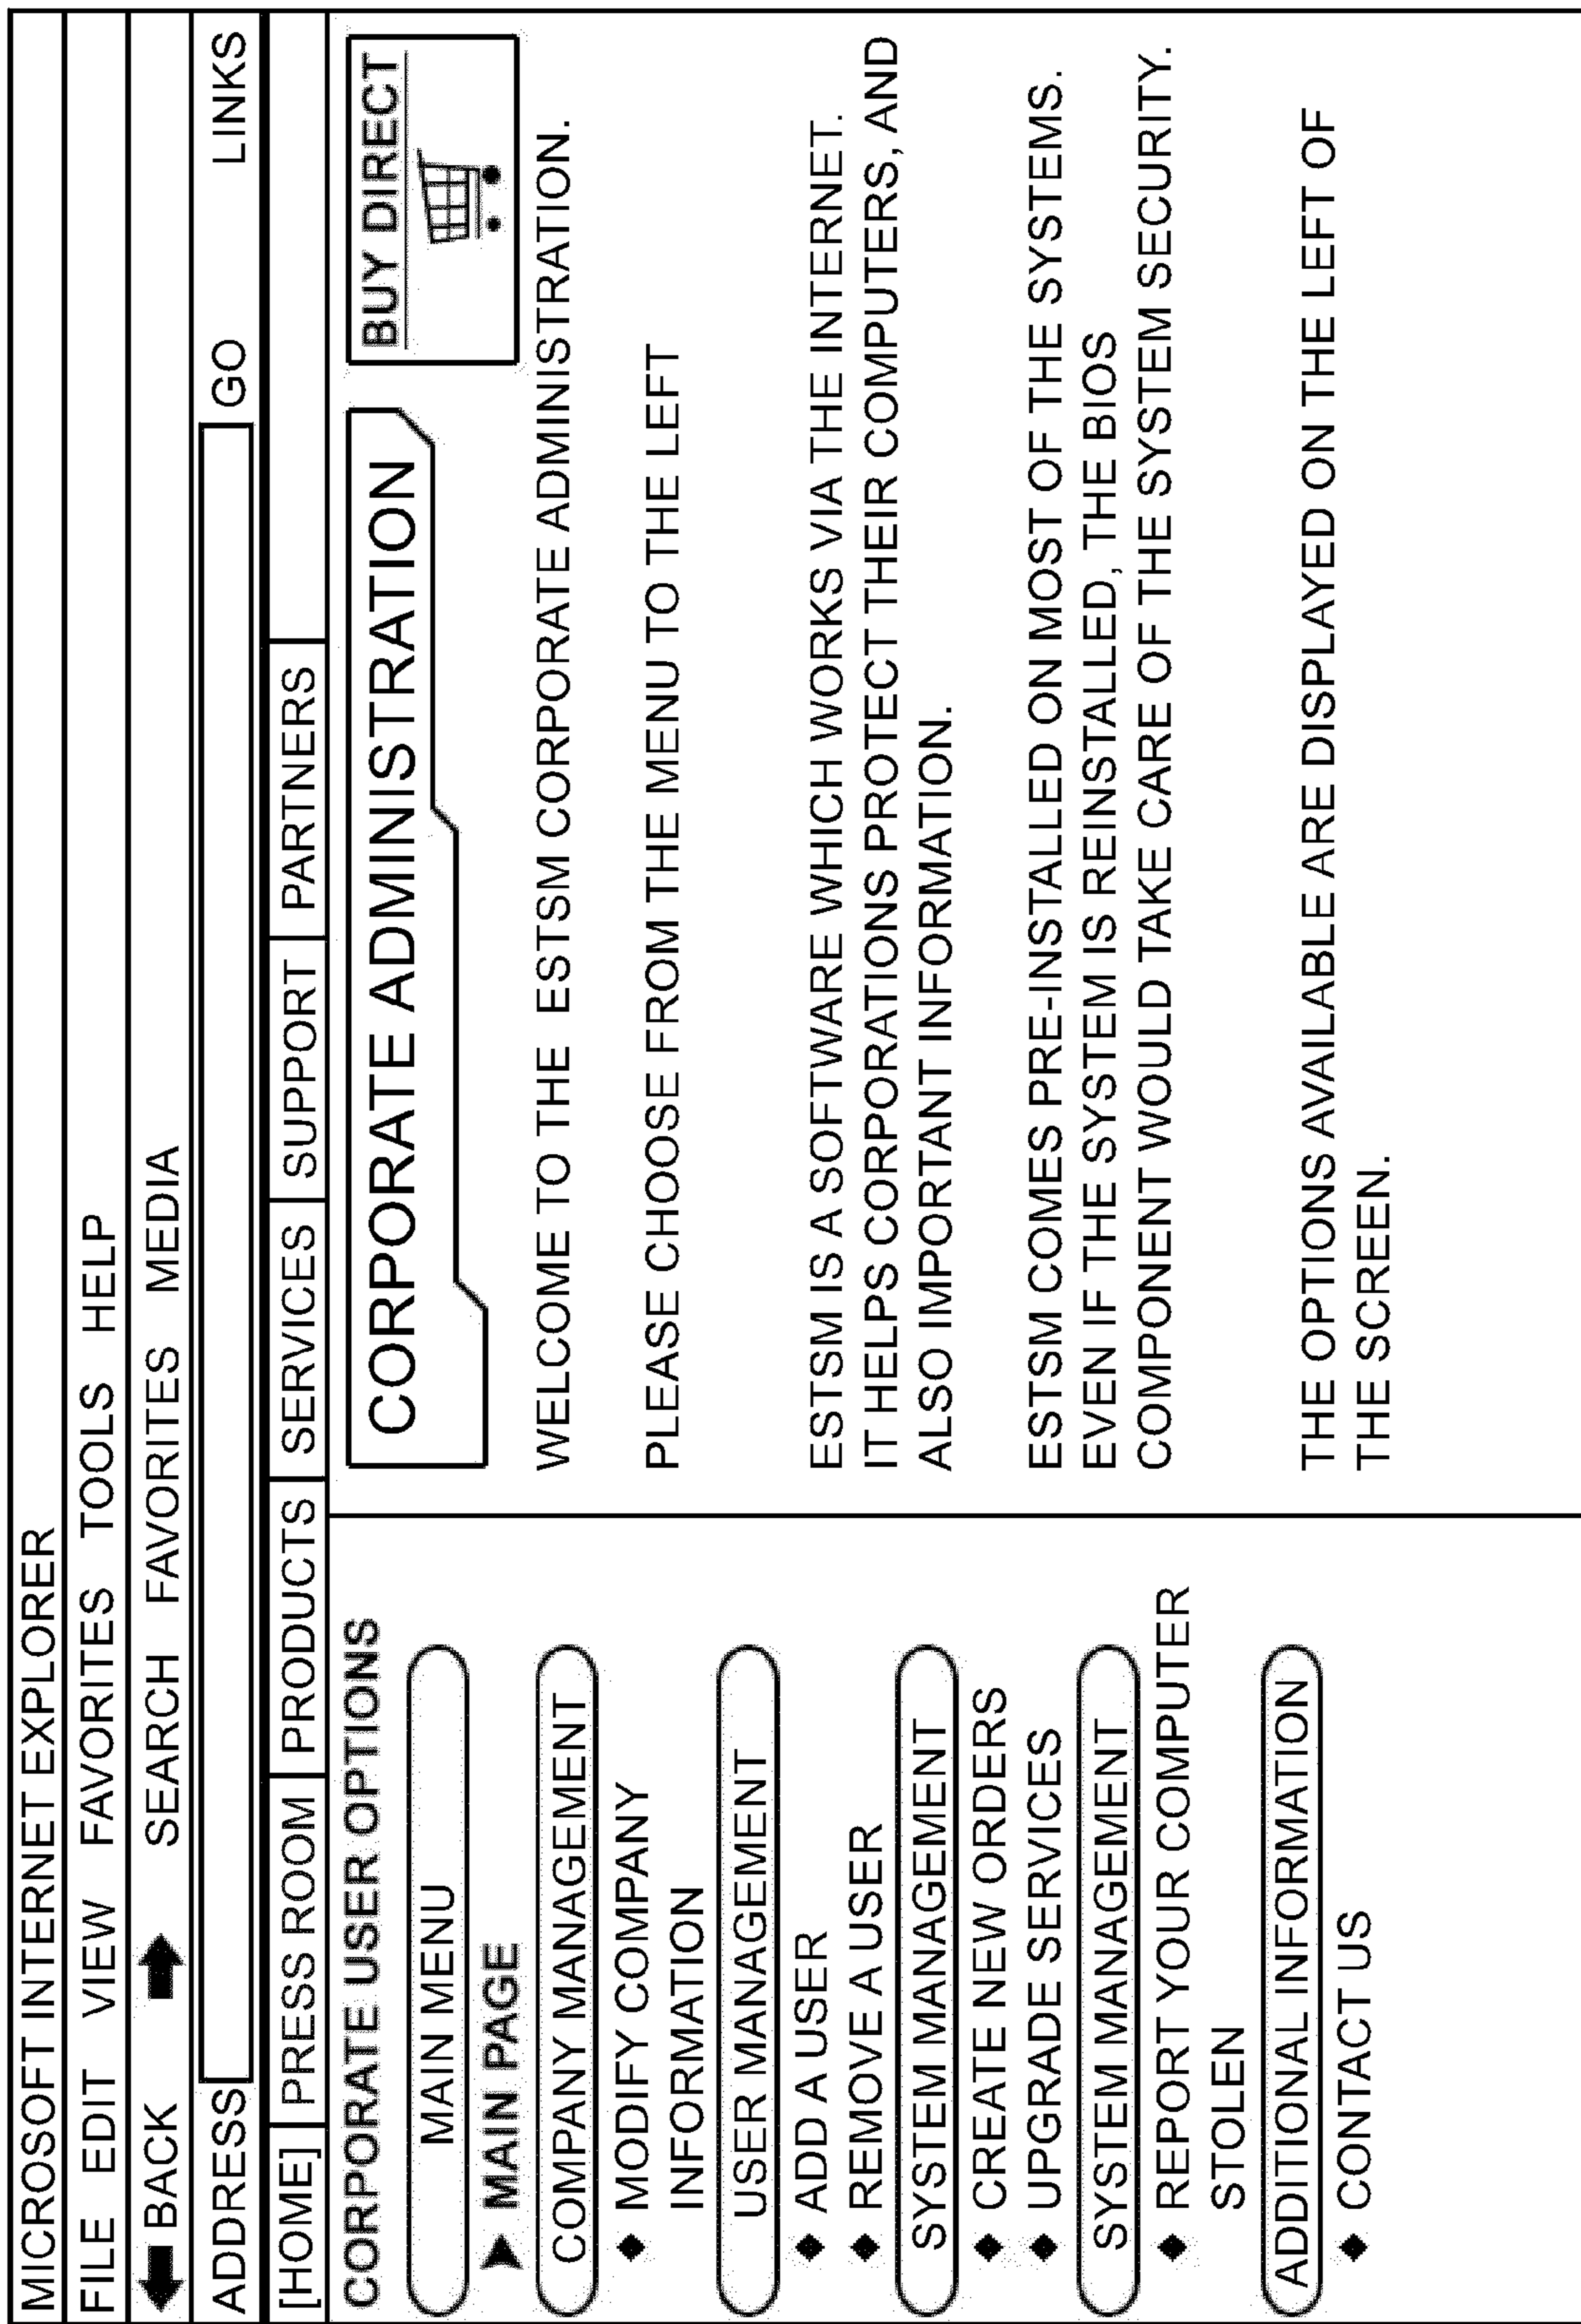 MICROSOFT INTERNET EXPLORER
FILE EDIT VIEW FAVORITES TOOLS HELP
BACK SEARCH FAVORITES MEDIA
ADDRESS GO LINKS
[HOME] PRESS ROOM PRODUCTS SERVICES SUPPORT PARTNERS
CORPORATE USER OPTIONS
MAIN MENU
MAIN PAGE
COMPANY MANAGEMENT
MODIFY COMPANY
INFORMATION
USER MANAGEMENT
ADD A USER
REMOVE A USER
SYSTEM MANAGEMENT
CREATE NEW ORDERS
UPGRADE SERVICES
SYSTEM MANAGEMENT
REPORT YOUR COMPUTER
STOLEN
ADDITIONAL INFORMATION
CONTACT US
CORPORATE ADMINISTRATION
BUY DIRECT
WELCOME TO THE ESTSM CORPORATE ADMINISTRATION.
PLEASE CHOOSE FROM THE MENU TO THE LEFT
ESTSM IS A SOFTWARE WHICH WORKS VIA THE INTERNET.
IT HELPS CORPORATIONS PROTECT THEIR COMPUTERS, AND
ALSO IMPORTANT INFORMATION.
ESTSM COMES PRE-INSTALLED ON MOST OF THE SYSTEMS.
EVEN IF THE SYSTEM IS REINSTALLED, THE BIOS
COMPONENT WOULD TAKE CARE OF THE SYSTEM SECURITY.
THE OPTIONS AVAILABLE ARE DISPLAYED ON THE LEFT OF
THE SCREEN.